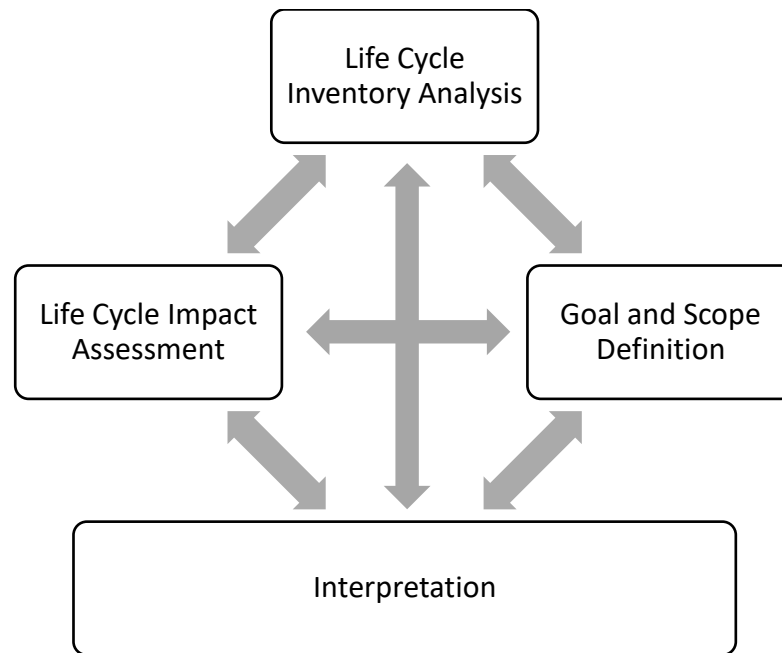 Life Cycle
Inventory Analysis
Life Cycle Impact
Assessment
Goal and Scope
Definition
Interpretation